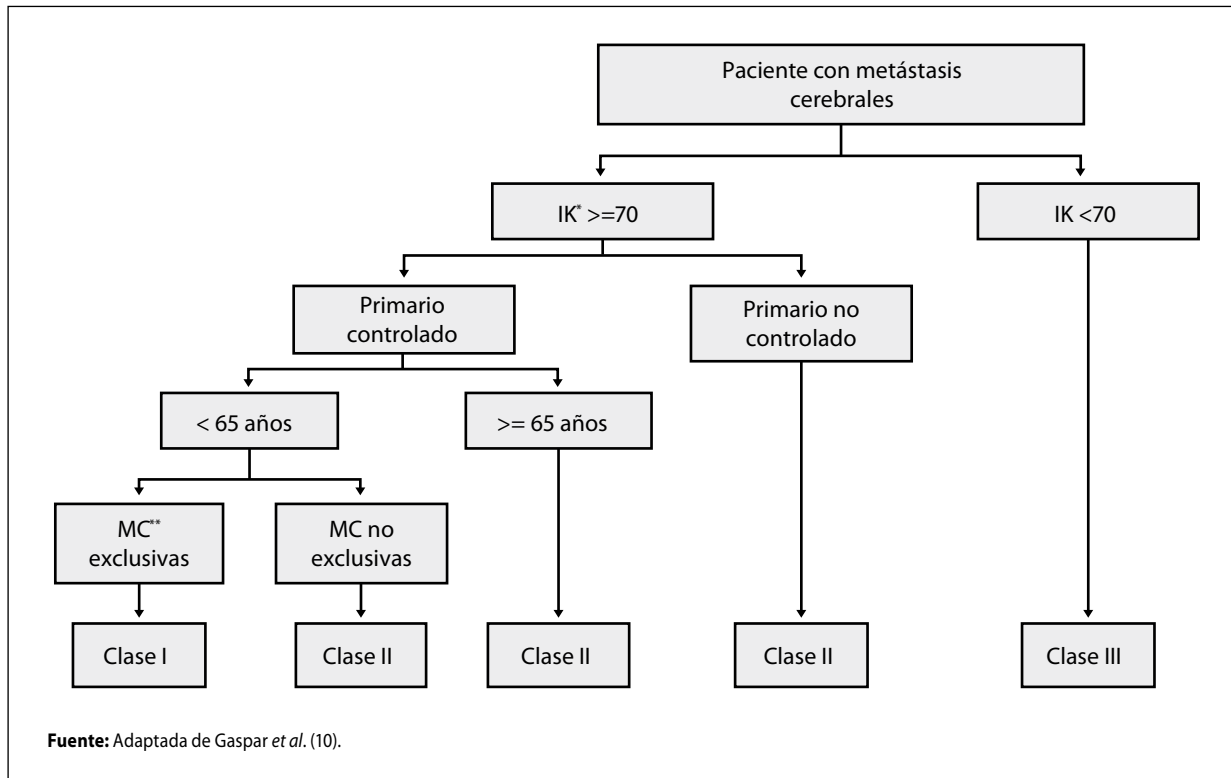 Paciente con metástasis
cerebrales
IK* >=70
IK <70
Primario
controlado
Primario no
controlado
< 65 años
>= 65 años
MC**
exclusivas
MC no
exclusivas
Clase I
Clase II
Clase II
Clase II
Clase III
Fuente: Adaptada de Gaspar et al. (10).